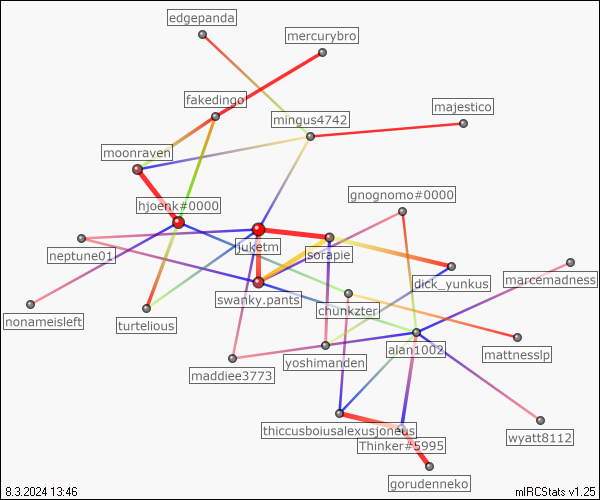 edgepanda
mercurybro
fakedingo
majestico
mingus4742
moonraven
gnognomo#0000
hjoenk#0000
juketm
sorapie
neptune01
dick_yunkus
marcemadness
swanky.pants
chunkzter
nonameisleft
turtelious
alan1002
mattnesslp
yoshimanden
maddiee3773
thiccusboiusalexusjoneus
wyatt8112
Thinker#5995
gorudenneko
8.3.2024 13:46
mIRCStats v1.25